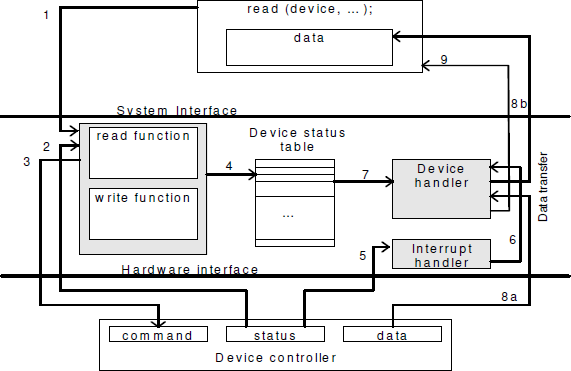 1
read (device, ... );
data
9
8b
System Interface
2
read function
3
Device status
table
4
7
Device
handler
write function
...
Data transfer
5
Interrupt
handler
6
Hardware interface
8a
command
status
data
Device controller